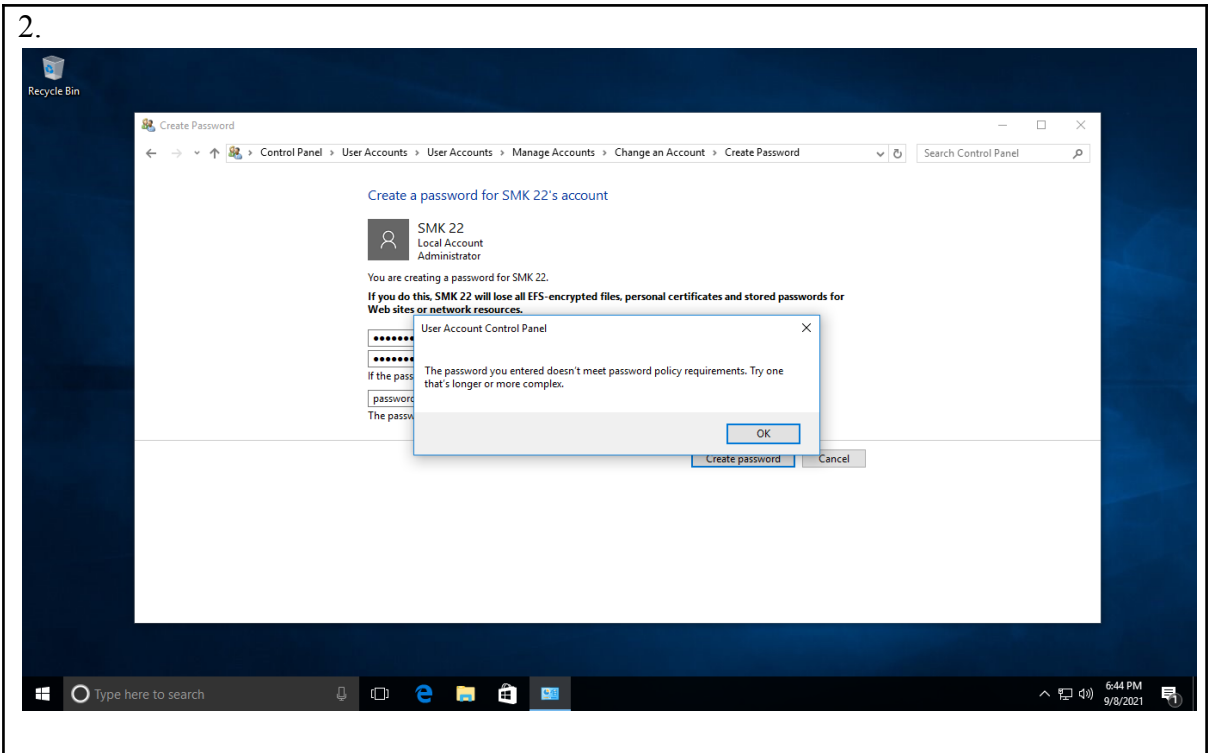 2.
Recycle Bin
Create Password
Control Panel > User Accounts > User Accounts > Manage Accounts > Change an Account > Create Password
Search Control Panel
Create a password for SMK 22's account
SMK 22
Local Account
Administrator
You are creating a password for SMK 22.
If you do this, SMK 22 will lose all EFS-encrypted files, personal certificates and stored passwords for
Web sites or network resources.
User Account Control Panel
The password you entered doesn't meet password policy requirements. Try one
that's longer or more complex.
If the pass
password
The passw
OK
Create password
Cancel
Type here to search
6:44 PM
9/8/2021
1